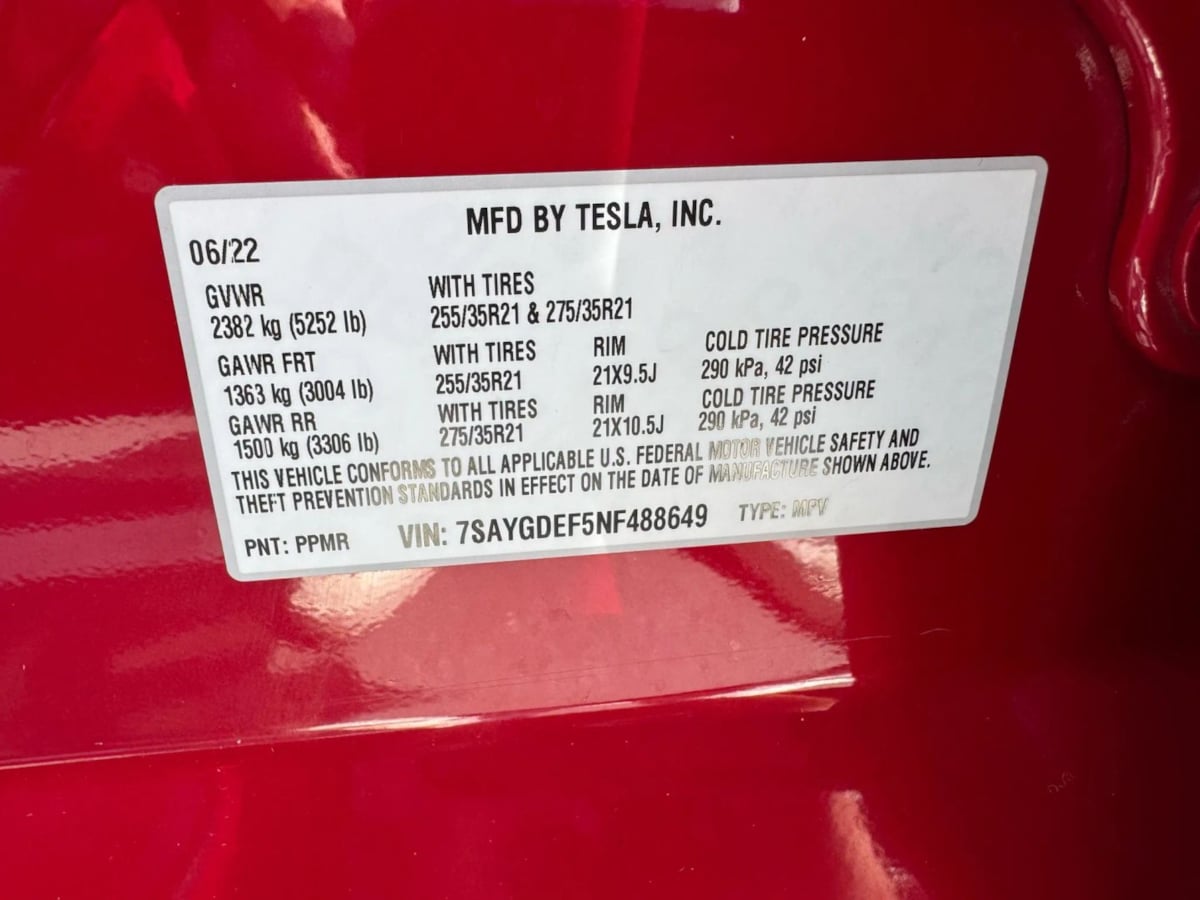 MFD BY TESLA, INC.
06/22
GVWR WITH TIRES
2382 kg (5252 lb) 255/35R21 & 275/35R21
GAWR FRT WITH TIRES RIM COLD TIRE PRESSURE
1363 kg (3004 lb) 255/35R21 21X9.5J 290 kPa, 42 psi
GAWR RR WITH TIRES RIM COLD TIRE PRESSURE
1500 kg (3306 lb) 275/35R21 21X10.5J 290 kPa, 42 psi
THIS VEHICLE CONFORMS TO ALL APPLICABLE U.S. FEDERAL MOTOR VEHICLE SAFETY AND
THEFT PREVENTION STANDARDS IN EFFECT ON THE DATE OF MANUFACTURE SHOWN ABOVE.
PNT: PPMR VIN: 7SAYGDEF5NF488649 TYPE: MPV